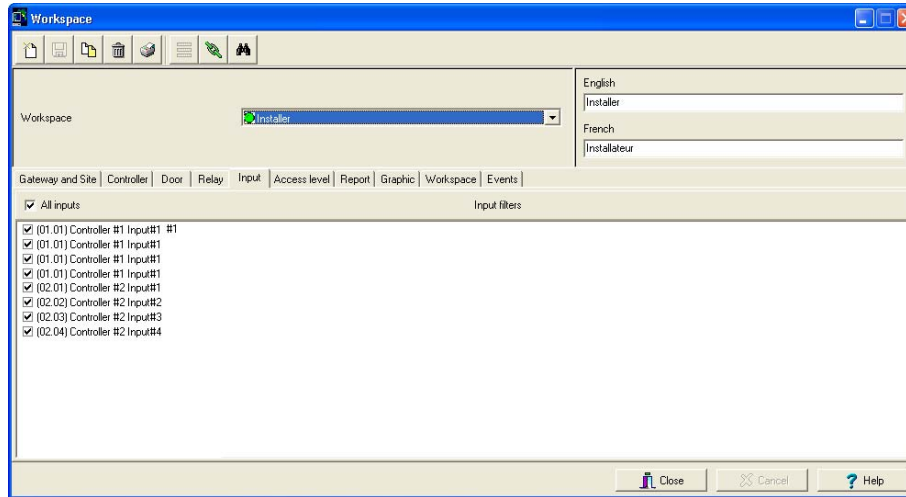 Workspace
English
Installer
Workspace
Installer
French
Installateur
Gateway and Site Controller Door Relay Input Access level Report Graphic Workspace Events
All inputs Input filters
(01.01) Controller #1 Input#1 #1
(01.01) Controller #1 Input#1
(01.01) Controller #1 Input#1
(01.01) Controller #1 Input#1
(02.01) Controller #2 Input#1
(02.02) Controller #2 Input#2
(02.03) Controller #2 Input#3
(02.04) Controller #2 Input#4
Close Cancel ? Help